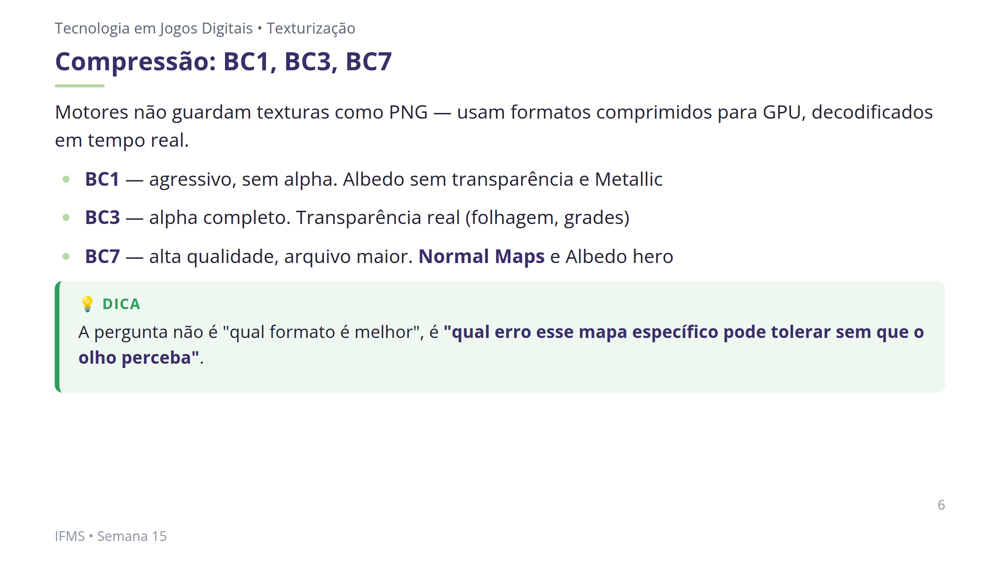 Tecnologia em Jogos Digitais • Texturização
Compressão: BC1, BC3, BC7
Motores não guardam texturas como PNG — usam formatos comprimidos para GPU, decodificados
em tempo real.
• BC1 — agressivo, sem alpha. Albedo sem transparência e Metallic
• BC3 — alpha completo. Transparência real (folhagem, grades)
• BC7 — alta qualidade, arquivo maior. Normal Maps e Albedo hero
💡 DICA
A pergunta não é "qual formato é melhor", é "qual erro esse mapa específico pode tolerar sem que o
olho perceba".
6
IFMS • Semana 15